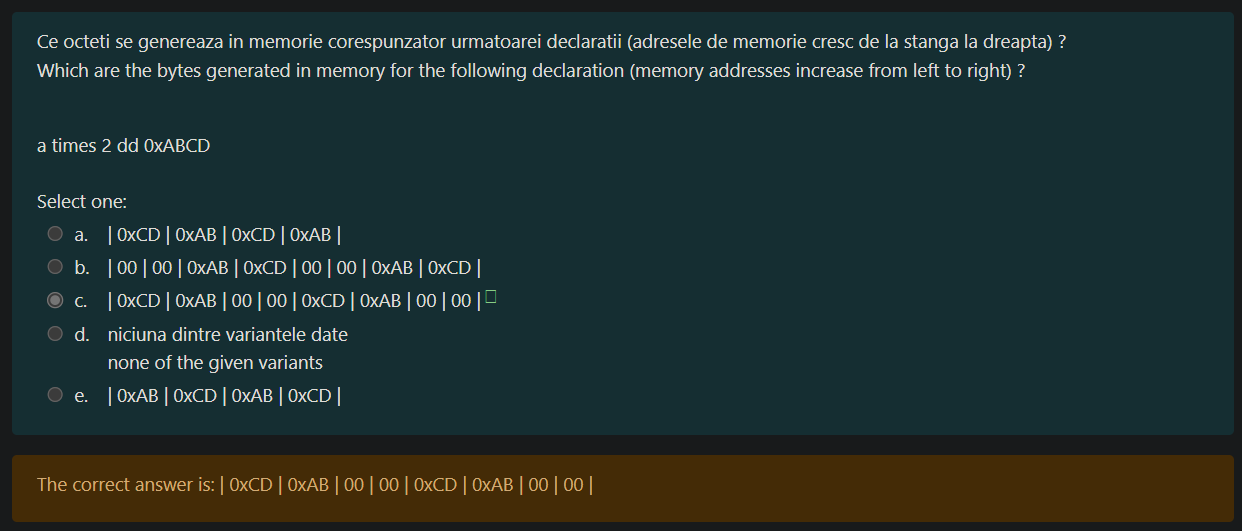 Ce octeti se genereaza in memorie corespunzator urmatoarei declaratii (adresele de memorie cresc de la stanga la dreapta) ?
Which are the bytes generated in memory for the following declaration (memory addresses increase from left to right) ?
a times 2 dd 0xABCD
Select one:
a. | 0xCD | 0xAB | 0xCD | 0xAB |
b. | 00 | 00 | 0xAB | 0xCD | 00 | 00 | 0xAB | 0xCD |
c. | 0xCD | 0xAB | 00 | 00 | 0xCD | 0xAB | 00 | 00 |
d. niciuna dintre variantele date
none of the given variants
e. | 0xAB | 0xCD | 0xAB | 0xCD |
The correct answer is: | 0xCD | 0xAB | 00 | 00 | 0xCD | 0xAB | 00 | 00 |